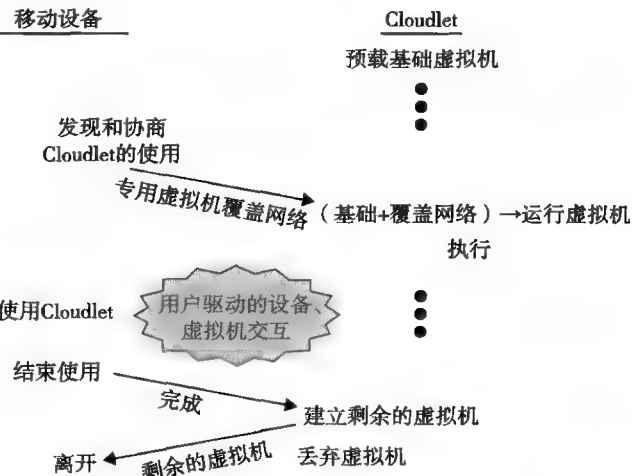 移动设备
Cloudlet
预载基础虚拟机
发现和协商
Cloudlet的使用
专用虚拟机覆盖网络
（基础+覆盖网络）→运行虚拟机
执行
使用Cloudlet
用户驱动的设备、
虚拟机交互
结束使用
完成
建立剩余的虚拟机
离开
剩余的虚拟机
丢弃虚拟机